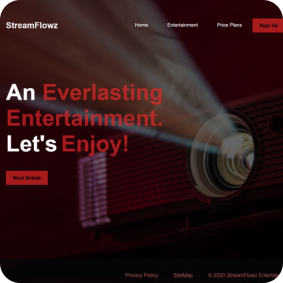 StreamFlowz
Home Entertainment Price Plans Sign Up
An Everlasting
Entertainment.
Let's Enjoy!
More Details
Privacy Policy SiteMap © 2020 StreamFlowz Entertai